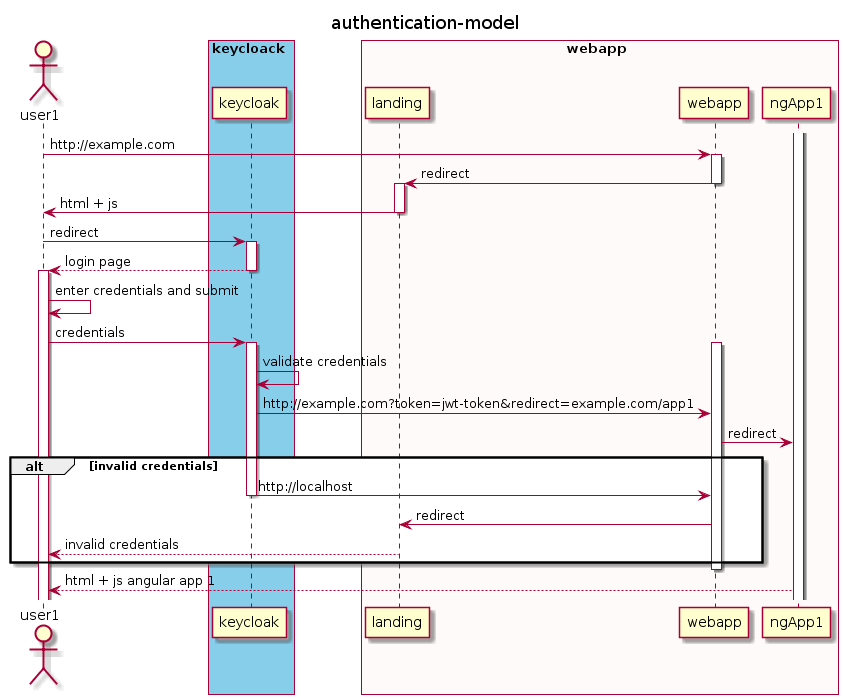 authentication-model
keycloack
webapp
user1
keycloak
landing
webapp
ngApp1
http://example.com
redirect
html + js
redirect
login page
enter credentials and submit
credentials
validate credentials
http://example.com?token=jwt-token&redirect=example.com/app1
redirect
alt
[invalid credentials]
http://localhost
redirect
invalid credentials
html + js angular app 1
user1
keycloak
landing
webapp
ngApp1